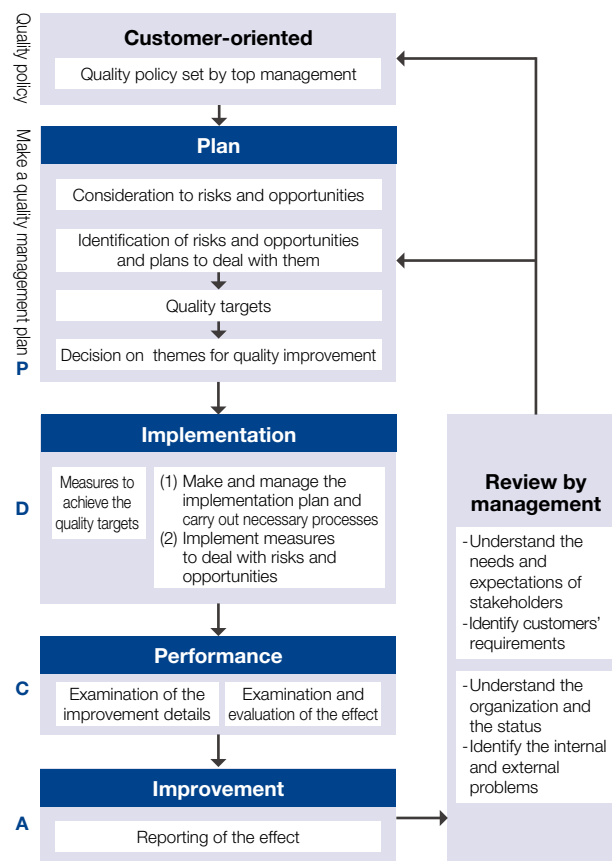 Quality policy
Customer-oriented
Quality policy set by top management
Make a quality management plan
P
Plan
Consideration to risks and opportunities
Identification of risks and opportunities
and plans to deal with them
Quality targets
Decision on themes for quality improvement
D
Implementation
Measures to
achieve the
quality targets
(1) Make and manage the
implementation plan and
carry out necessary processes
(2) Implement measures
to deal with risks and
opportunities
C
Performance
Examination of the
improvement details
Examination and
evaluation of the effect
A
Improvement
Reporting of the effect
Review by
management
-Understand the
needs and
expectations of
stakeholders
-Identify customers’
requirements
-Understand the
organization and
the status
-Identify the internal
and external
problems